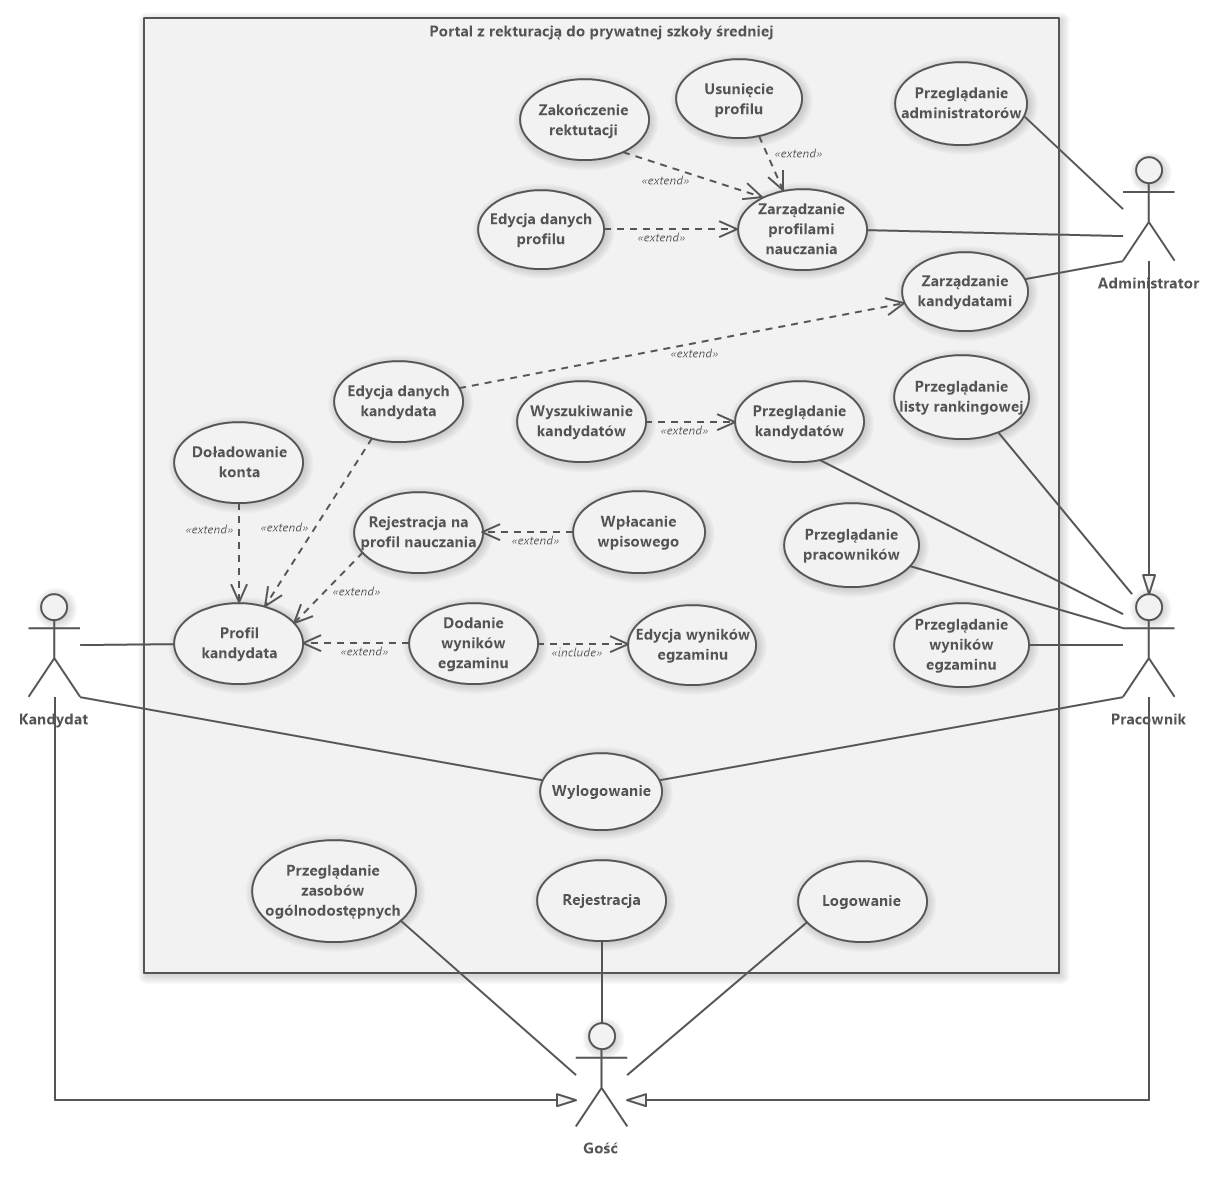 Portal z rekturacją do prywatnej szkoły średniej
Usunięcie
profilu
Przeglądanie
administratorów
Zakończenie
rektutacji
«extend»
«extend»
Edycja danych
profilu
«extend»
Zarządzanie
profilami
nauczania
Administrator
Zarządzanie
kandydatami
«extend»
Edycja danych
kandydata
Wyszukiwanie
kandydatów
«extend»
Przeglądanie
kandydatów
Przeglądanie
listy rankingowej
Doładowanie
konta
«extend»
«extend»
Rejestracja na
profil nauczania
«extend»
Wpłacanie
wpisowego
Przeglądanie
pracowników
«extend»
Profil
kandydata
«extend»
Dodanie
wyników
egzaminu
«include»
Edycja wyników
egzaminu
Przeglądanie
wyników
egzaminu
Kandydat
Pracownik
Wylogowanie
Przeglądanie
zasobów
ogólnodostępnych
Rejestracja
Logowanie
Gość